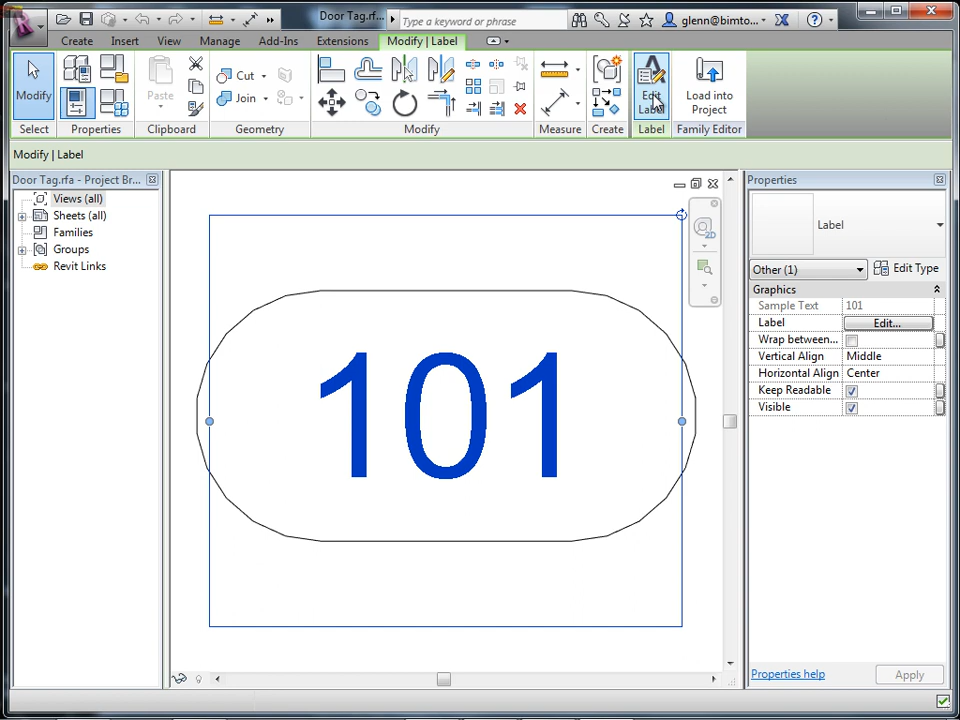 Door Tag.rf...
Type a keyword or phrase
glenn@bimto...
Create Insert View Manage Add-Ins Extensions Modify | Label
Modify
Paste
Cut
Join
Edit Label
Load into Project
Select Properties Clipboard Geometry Modify Measure Create Label Family Editor
Modify | Label
Door Tag.rfa - Project Br...
Views (all)
Sheets (all)
Families
Groups
Revit Links
2D
101
Properties
Label
Other (1)
Edit Type
Graphics
Sample Text 101
Label Edit...
Wrap between...
Vertical Align Middle
Horizontal Align Center
Keep Readable
Visible
Properties help
Apply